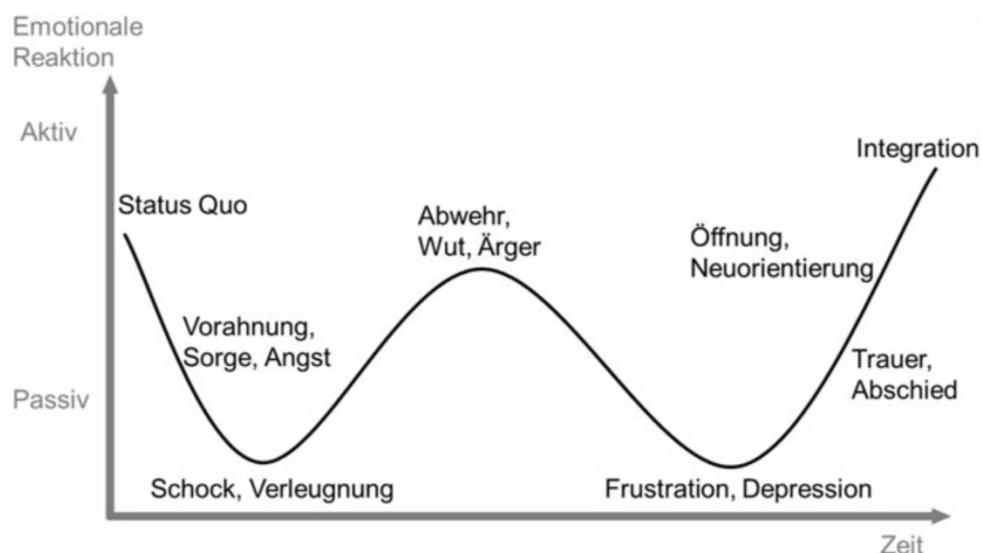 Emotionale
Reaktion
Aktiv
Integration
Status Quo
Abwehr,
Wut, Ärger
Öffnung,
Neuorientierung
Vorahnung,
Sorge, Angst
Trauer,
Abschied
Passiv
Schock, Verleugnung
Frustration, Depression
Zeit